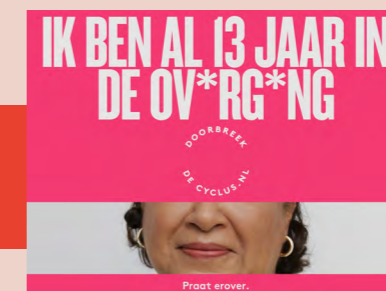 IK BEN AL 13 JAAR IN
DE OV*RG*NG
DOORBREEK
DE CYCLUS.NL
Praat erover.